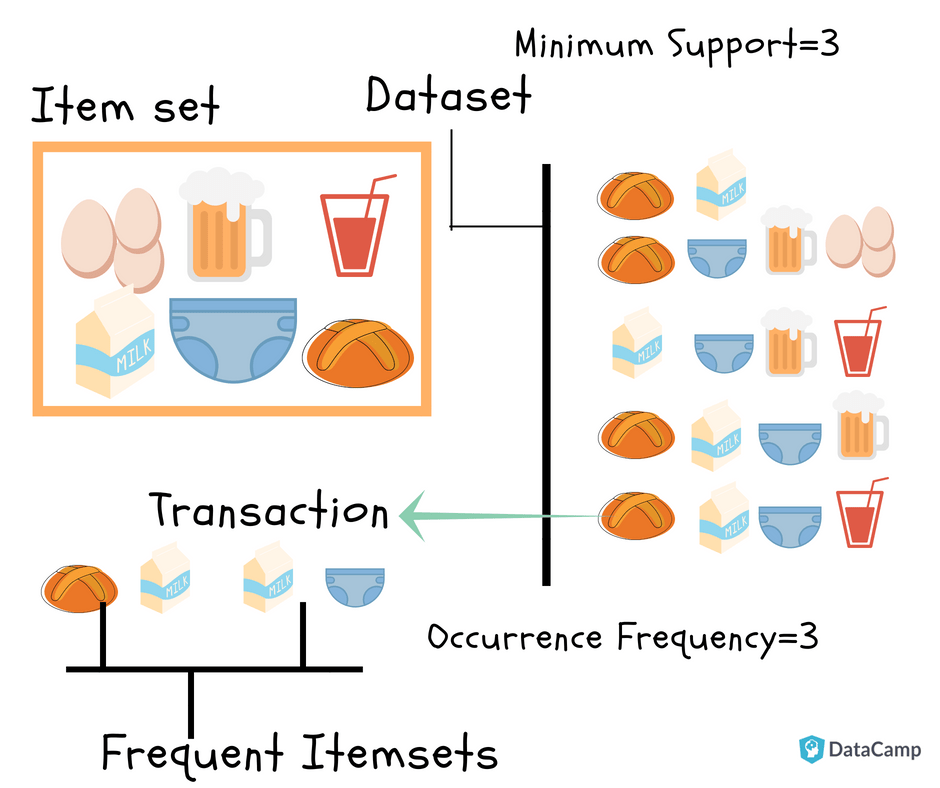 Minimum Support=3
Item set
Dataset
MILK
MILK
MILK
MILK
MILK
Transaction
MILK
MILK
Occurrence Frequency=3
Frequent Itemsets
DataCamp